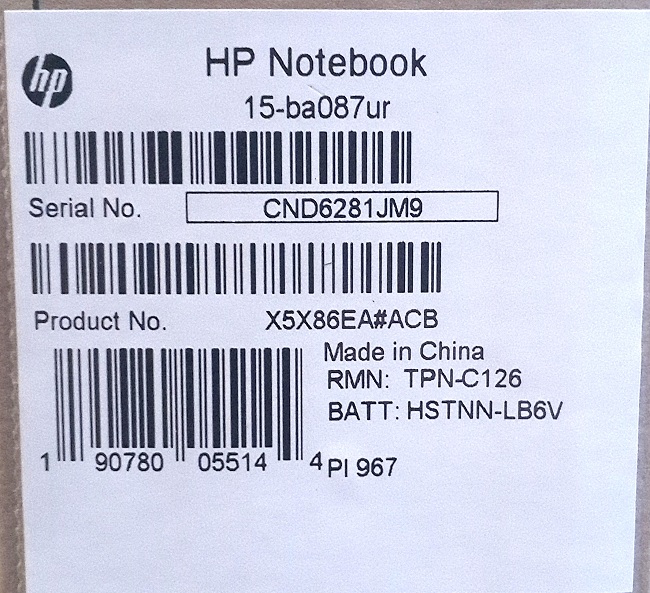 hp
HP Notebook
15-ba087ur
Serial No. CND6281JM9
Product No. X5X86EA#ACB
Made in China
RMN: TPN-C126
BATT: HSTNN-LB6V
1 90780 05514 4 PI 967